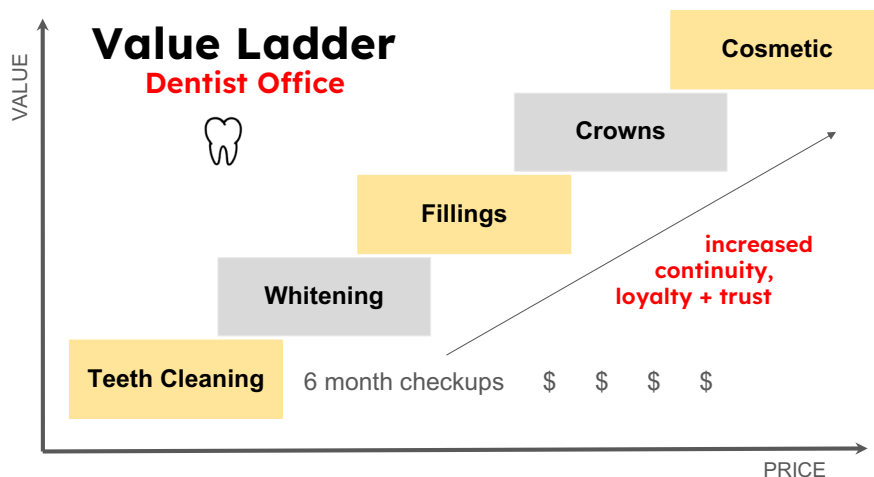 Value Ladder
Dentist Office
VALUE
Cosmetic
Crowns
Fillings
increased
continuity,
loyalty + trust
Whitening
Teeth Cleaning
6 month checkups $ $ $ $
PRICE